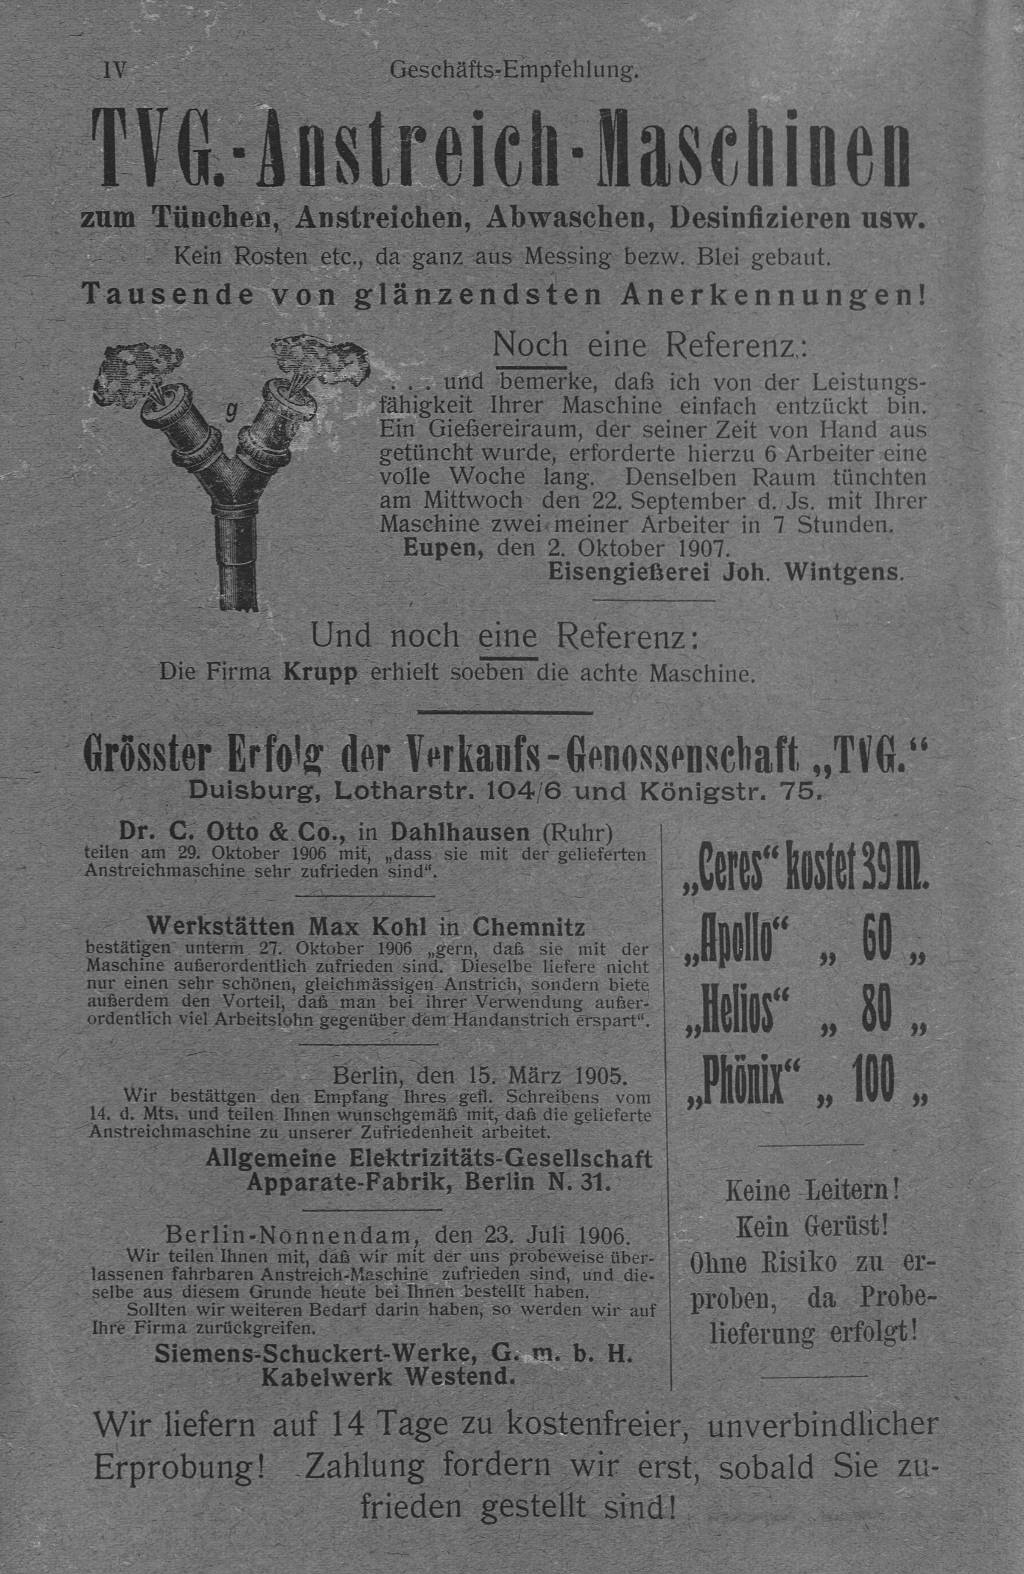 IV
Geschäfts-Empfehlung.
TVG.-Anstreich-Maschinen
zum Tünchen, Anstreichen, Abwaschen, Desinfizieren usw.
Kein Rosten etc., da ganz aus Messing bezw. Blei gebaut.
Tausende von glänzendsten Anerkennungen!
g
Noch eine Referenz:
. . . und bemerke, daß ich von der Leistungs-
fähigkeit Ihrer Maschine einfach entzückt bin.
Ein Gießereiraum, der seiner Zeit von Hand aus
getüncht wurde, erforderte hierzu 6 Arbeiter eine
volle Woche lang. Denselben Raum tünchten
am Mittwoch den 22. September d. Js. mit Ihrer
Maschine zwei meiner Arbeiter in 7 Stunden.
Eupen, den 2. Oktober 1907.
Eisengießerei Joh. Wintgens.
Und noch eine Referenz:
Die Firma Krupp erhielt soeben die achte Maschine.
Grösster Erfolg der Verkaufs-Genossenschaft „TVG.“
Duisburg, Lotharstr. 104/6 und Königstr. 75.
Dr. C. Otto & Co., in Dahlhausen (Ruhr)
teilen am 29. Oktober 1906 mit, „dass sie mit der gelieferten
Anstreichmaschine sehr zufrieden sind“.
Werkstätten Max Kohl in Chemnitz
bestätigen unterm 27. Oktober 1906 „gern, daß sie mit der
Maschine außerordentlich zufrieden sind. Dieselbe liefere nicht
nur einen sehr schönen, gleichmässigen Anstrich, sondern biete
außerdem den Vorteil, daß man bei ihrer Verwendung außer-
ordentlich viel Arbeitslohn gegenüber dem Handanstrich erspart“.
Berlin, den 15. März 1905.
Wir bestättgen den Empfang Ihres gefl. Schreibens vom
14. d. Mts. und teilen Ihnen wunschgemäß mit, daß die gelieferte
Anstreichmaschine zu unserer Zufriedenheit arbeitet.
Allgemeine Elektrizitäts-Gesellschaft
Apparate-Fabrik, Berlin N. 31.
Berlin-Nonnendam, den 23. Juli 1906.
Wir teilen Ihnen mit, daß wir mit der uns probeweise über-
lassenen fahrbaren Anstreich-Maschine zufrieden sind, und die-
selbe aus diesem Grunde heute bei Ihnen bestellt haben.
Sollten wir weiteren Bedarf darin haben, so werden wir auf
Ihre Firma zurückgreifen.
Siemens-Schuckert-Werke, G. m. b. H.
Kabelwerk Westend.
„Ceres“ kostet 39 M.
„Apollo“ „ 60 „
„Helios“ „ 80 „
„Phönix“ „ 100 „
Keine Leitern!
Kein Gerüst!
Ohne Risiko zu er-
proben, da Probe-
lieferung erfolgt!
Wir liefern auf 14 Tage zu kostenfreier, unverbindlicher
Erprobung! Zahlung fordern wir erst, sobald Sie zu-
frieden gestellt sind!